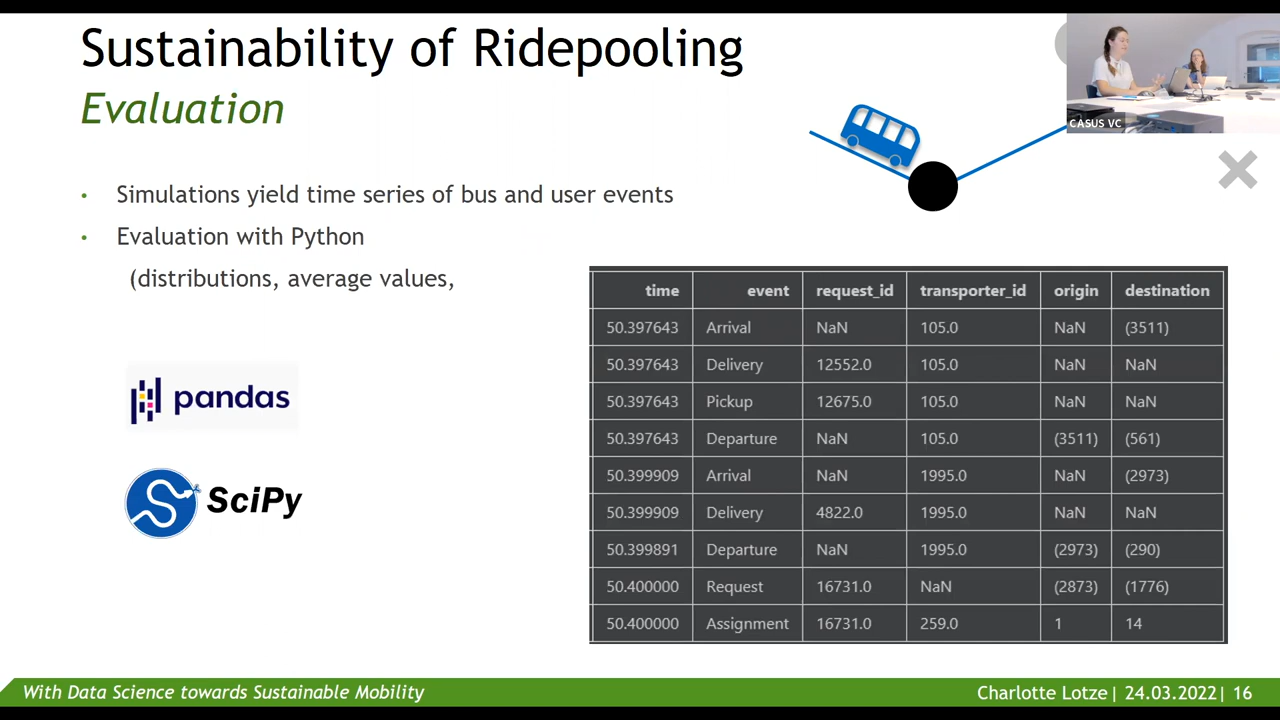 Sustainability of Ridepooling
Evaluation
CASUS VC
• Simulations yield time series of bus and user events
• Evaluation with Python
(distributions, average values,
pandas
SciPy
time event request_id transporter_id origin destination
50.397643 Arrival NaN 105.0 NaN (3511)
50.397643 Delivery 12552.0 105.0 NaN NaN
50.397643 Pickup 12675.0 105.0 NaN NaN
50.397643 Departure NaN 105.0 (3511) (561)
50.399909 Arrival NaN 1995.0 NaN (2973)
50.399909 Delivery 4822.0 1995.0 NaN NaN
50.399891 Departure NaN 1995.0 (2973) (290)
50.400000 Request 16731.0 NaN (2873) (1776)
50.400000 Assignment 16731.0 259.0 1 14
With Data Science towards Sustainable Mobility
Charlotte Lotze| 24.03.2022| 16